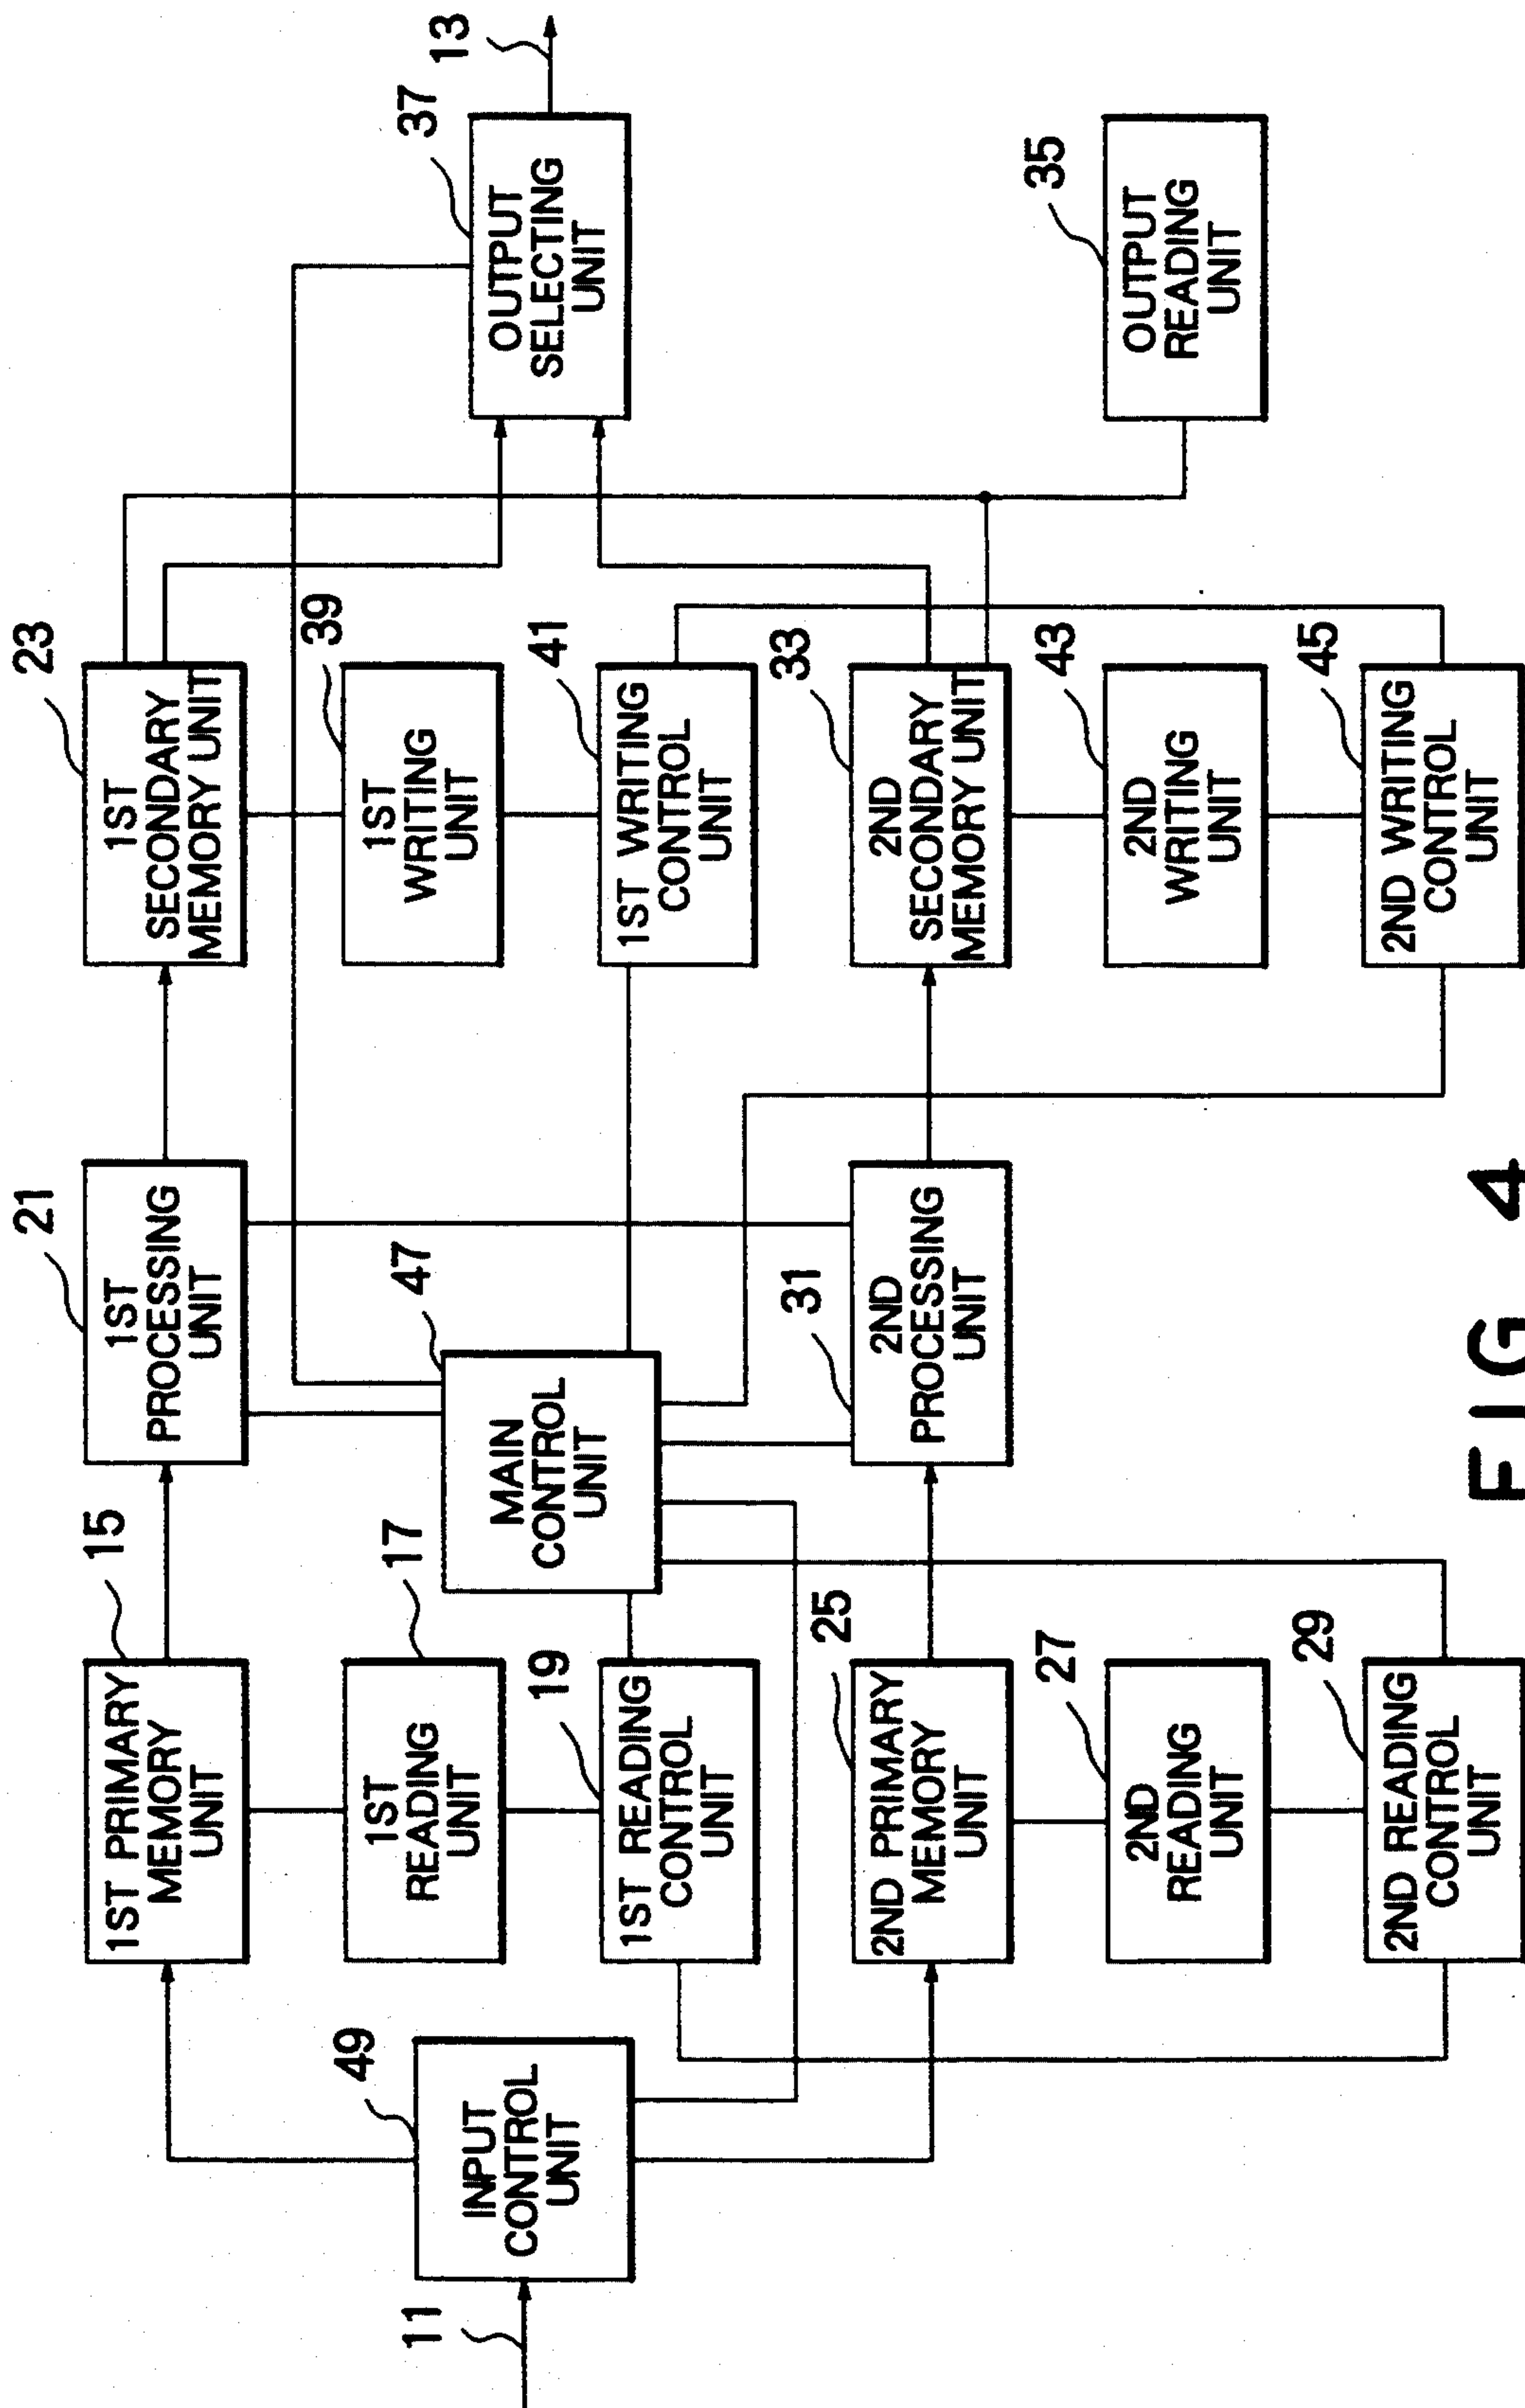 11
49
INPUT
CONTROL
UNIT
15
1ST PRIMARY
MEMORY
UNIT
17
1ST
READING
UNIT
19
1ST READING
CONTROL
UNIT
25
2ND PRIMARY
MEMORY
UNIT
27
2ND
READING
UNIT
29
2ND READING
CONTROL
UNIT
21
1ST
PROCESSING
UNIT
47
MAIN
CONTROL
UNIT
31
2ND
PROCESSING
UNIT
23
1ST
SECONDARY
MEMORY UNIT
39
1ST
WRITING
UNIT
41
1ST WRITING
CONTROL
UNIT
33
2ND
SECONDARY
MEMORY UNIT
43
2ND
WRITING
UNIT
45
2ND WRITING
CONTROL
UNIT
37
OUTPUT
SELECTING
UNIT
13
35
OUTPUT
READING
UNIT
FIG 4